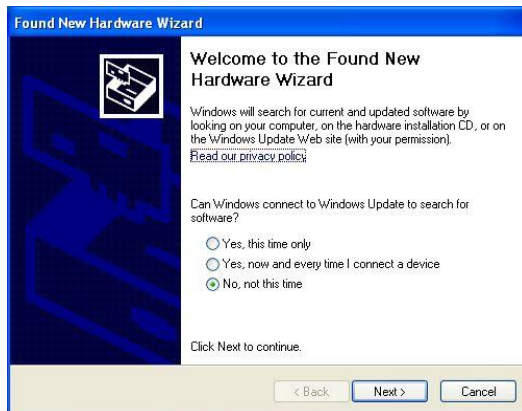 Found New Hardware Wizard
Welcome to the Found New
Hardware Wizard
Windows will search for current and updated software by
looking on your computer, on the hardware installation CD, or on
the Windows Update Web site (with your permission).
Read our privacy policy
Can Windows connect to Windows Update to search for
software?
Yes, this time only
Yes, now and every time I connect a device
No, not this time
Click Next to continue.
< Back
Next >
Cancel